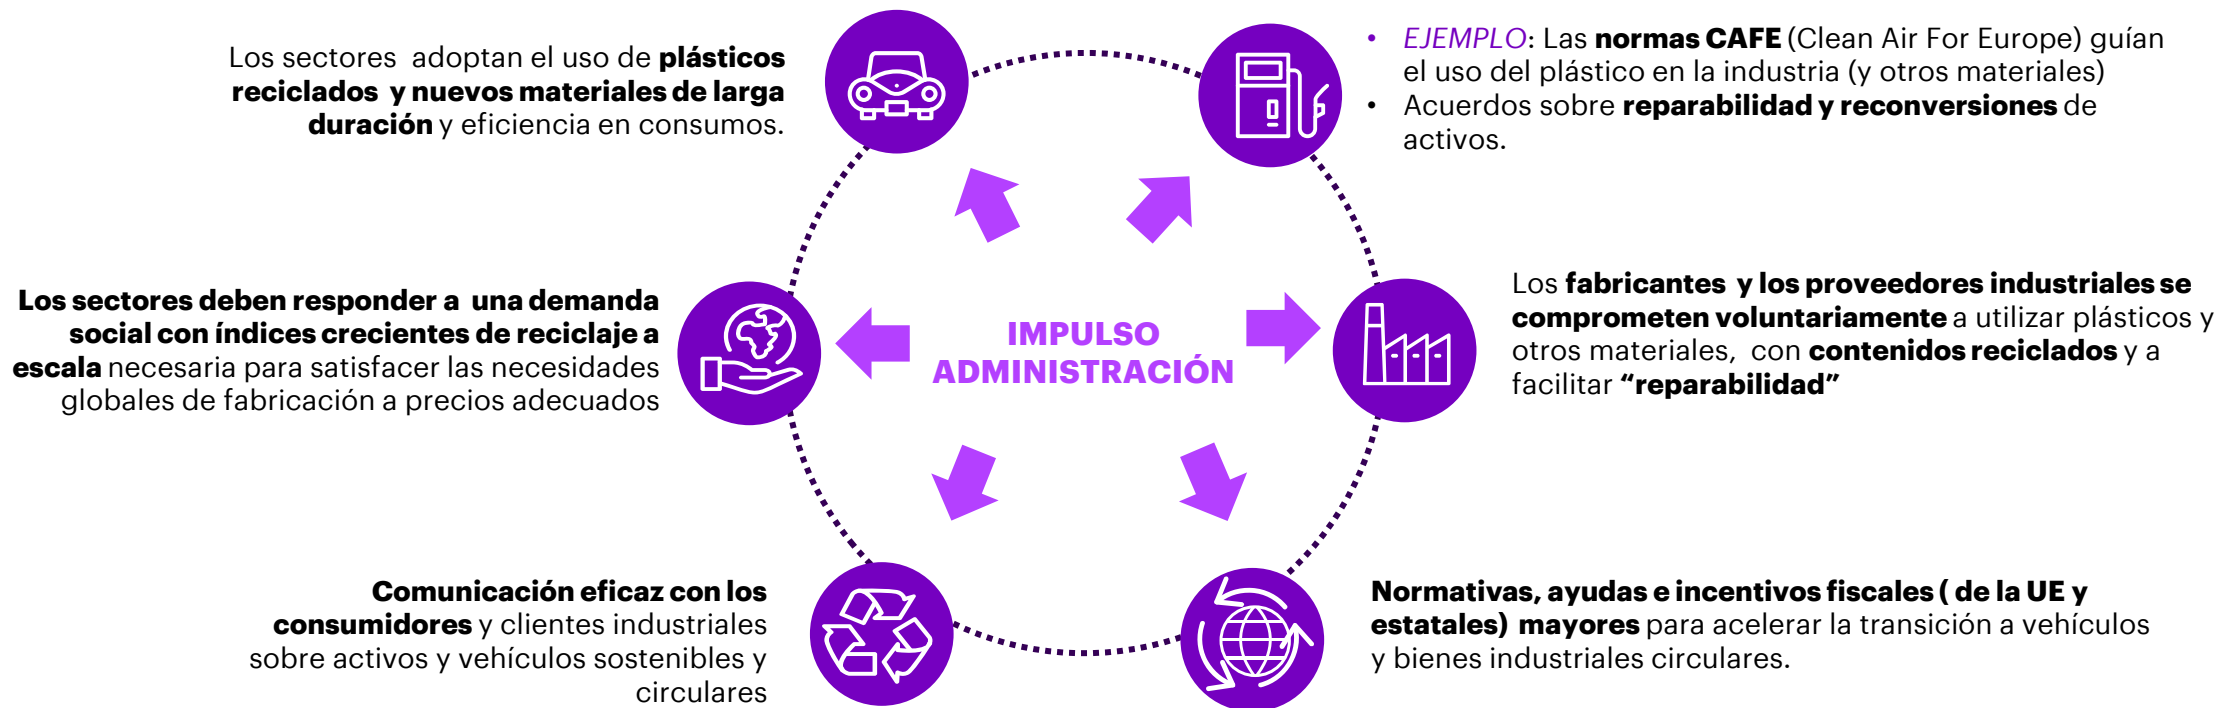 Los sectores adoptan el uso de plásticos
reciclados y nuevos materiales de larga
duración y eficiencia en consumos.
• EJEMPLO: Las normas CAFE (Clean Air For Europe) guían
el uso del plástico en la industria (y otros materiales)
• Acuerdos sobre reparabilidad y reconversiones de
activos.
Los sectores deben responder a una demanda
social con índices crecientes de reciclaje a
escala necesaria para satisfacer las necesidades
globales de fabricación a precios adecuados
IMPULSO
ADMINISTRACIÓN
Los fabricantes y los proveedores industriales se
comprometen voluntariamente a utilizar plásticos y
otros materiales, con contenidos reciclados y a
facilitar “reparabilidad”
Comunicación eficaz con los
consumidores y clientes industriales
sobre activos y vehículos sostenibles y
circulares
Normativas, ayudas e incentivos fiscales ( de la UE y
estatales) mayores para acelerar la transición a vehículos
y bienes industriales circulares.